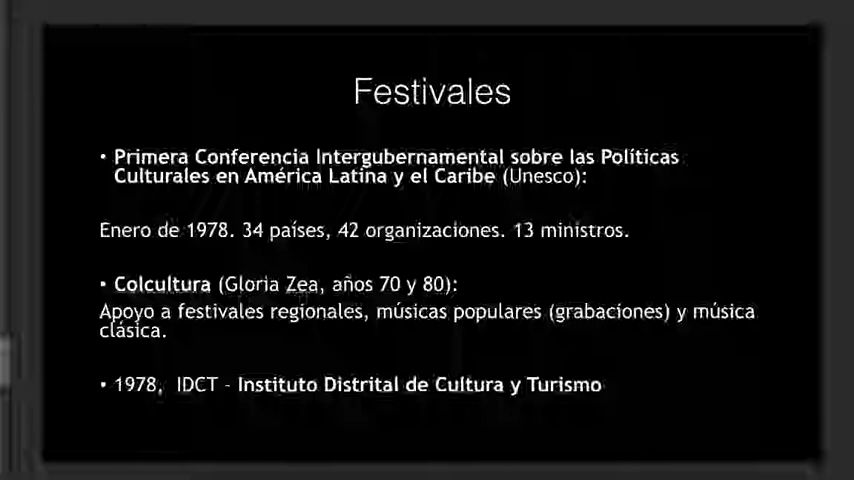 Festivales
• Primera Conferencia Intergubernamental sobre las Políticas
Culturales en América Latina y el Caribe (Unesco):
Enero de 1978. 34 países, 42 organizaciones. 13 ministros.
• Colcultura (Gloria Zea, años 70 y 80):
Apoyo a festivales regionales, músicas populares (grabaciones) y música
clásica.
• 1978, IDCT - Instituto Distrital de Cultura y Turismo